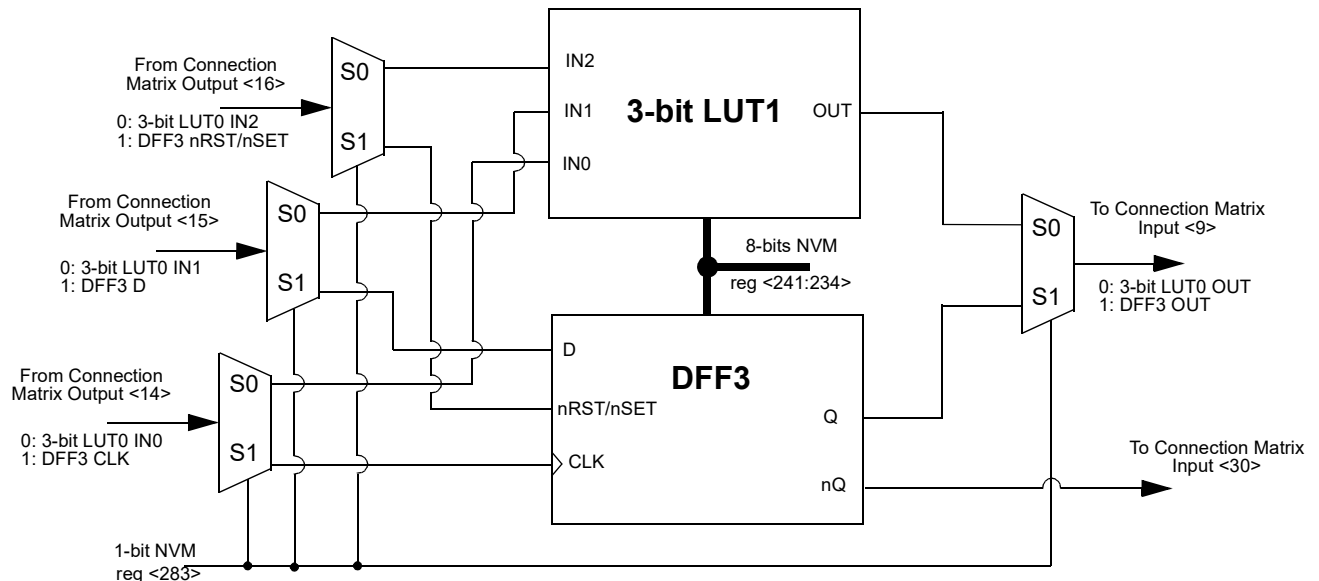 From Connection
Matrix Output <16>
0: 3-bit LUT0 IN2
1: DFF3 nRST/nSET
S0
S1
From Connection
Matrix Output <15>
0: 3-bit LUT0 IN1
1: DFF3 D
S0
S1
From Connection
Matrix Output <14>
0: 3-bit LUT0 IN0
1: DFF3 CLK
S0
S1
1-bit NVM
reg <283>
IN2
IN1
IN0
3-bit LUT1
OUT
8-bits NVM
reg <241:234>
D
nRST/nSET
CLK
DFF3
Q
nQ
S0
S1
To Connection Matrix
Input <9>
0: 3-bit LUT0 OUT
1: DFF3 OUT
To Connection Matrix
Input <30>